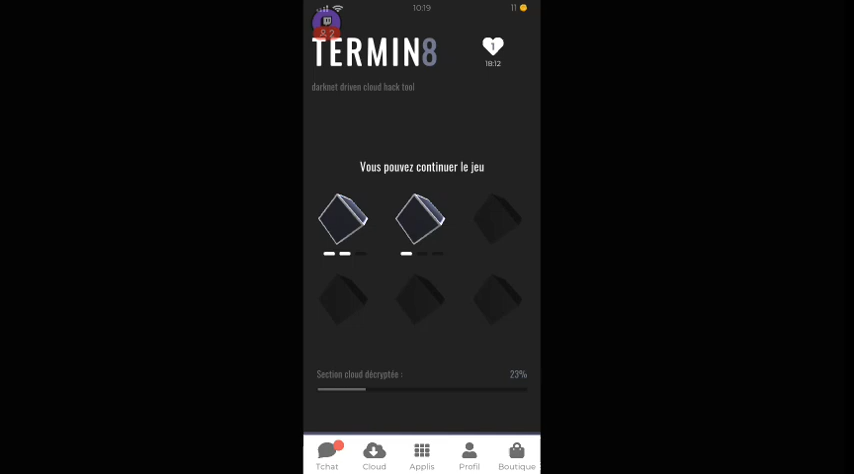 10:19
11
2
TERMIN8
1
18:12
darknet driven cloud hack tool
Vous pouvez continuer le jeu
Section cloud décryptée :
23%
Tchat
Cloud
Applis
Profil
Boutique